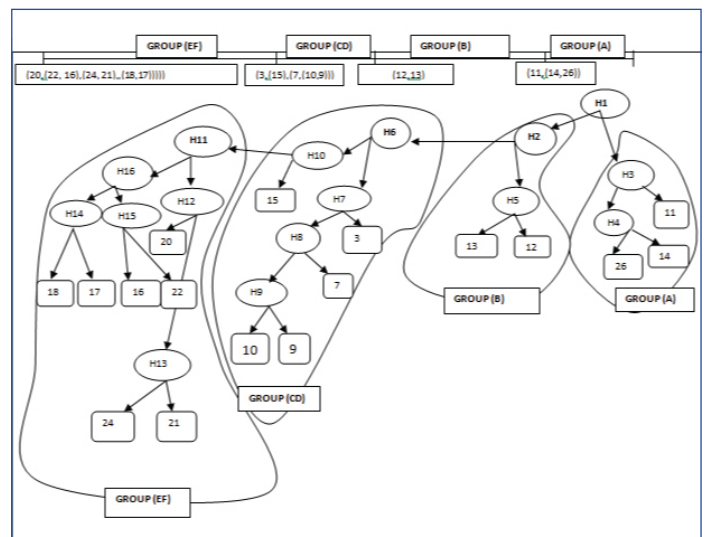 GROUP (EF) GROUP (CD) GROUP (B) GROUP (A)
(20,(22, 16),(24, 21),,(18,17))))) (3,(15),(7,(10,9))) (12,13) (11,(14,26))
H1
H11 H6 H2
H10
H16 H3
H12 H7 H5
H14 H15 15 11
H4
20 H8 3 13 12
26 14
18 17 16 22 H9 7
GROUP (B) GROUP (A)
10 9
H13
GROUP (CD)
24 21
GROUP (EF)